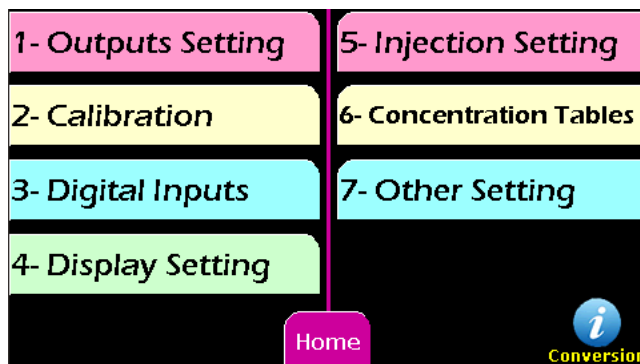 1- Outputs Setting
2- Calibration
3- Digital Inputs
4- Display Setting
5- Injection Setting
6- Concentration Tables
7- Other Setting
Home
i
Conversion